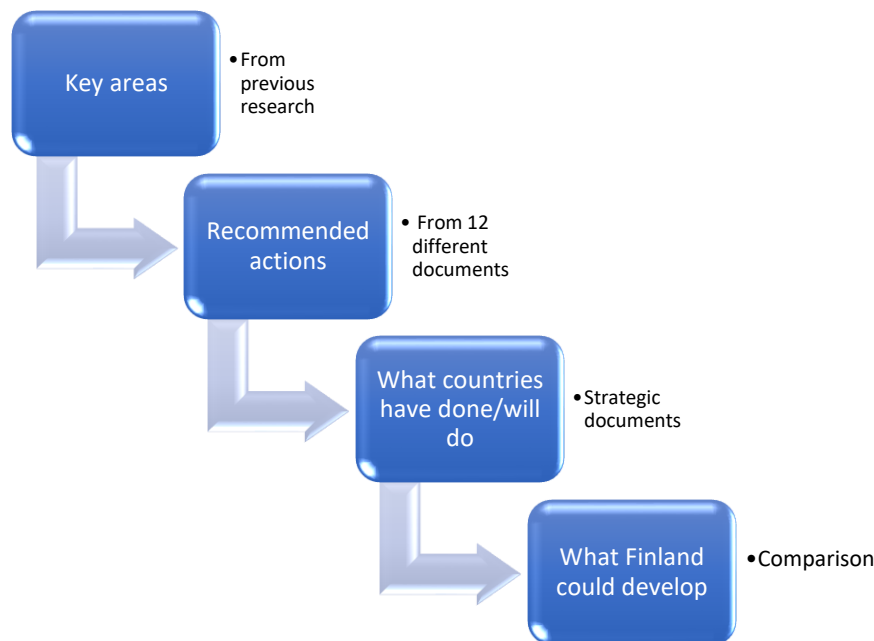 Key areas
•From
previous
research
Recommended
actions
• From 12
different
documents
What countries
have done/will
do
•Strategic
documents
What Finland
could develop
•Comparison